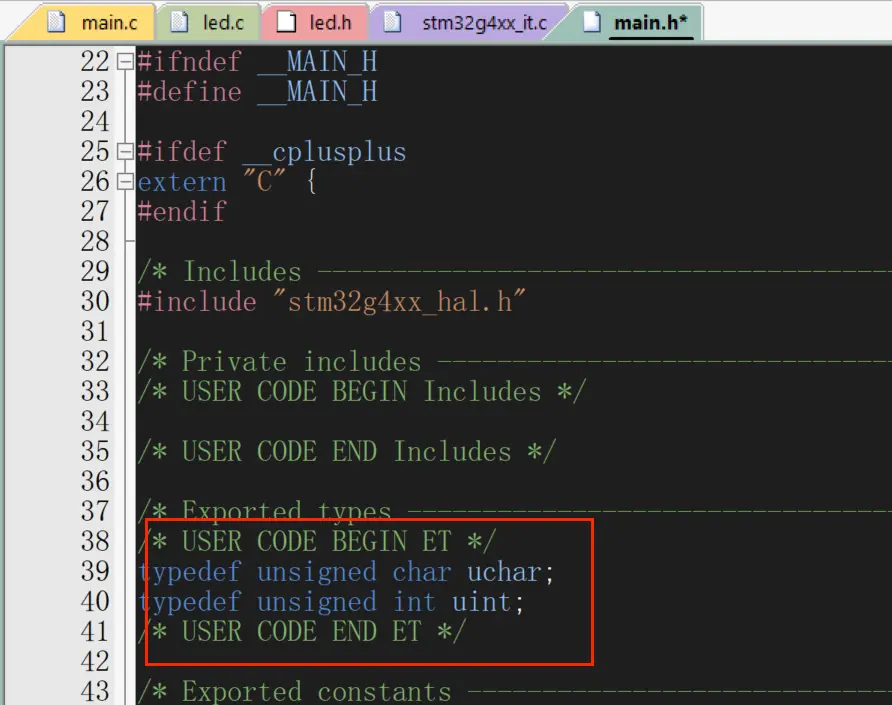 main.c led.c led.h stm32g4xx_it.c main.h*
22 #ifndef __MAIN_H
23 #define __MAIN_H
24
25 #ifdef __cplusplus
26 extern "C" {
27 #endif
28
29 /* Includes ------------------------------------------
30 #include "stm32g4xx_hal.h"
31
32 /* Private includes ----------------------------------
33 /* USER CODE BEGIN Includes */
34
35 /* USER CODE END Includes */
36
37 /* Exported types ------------------------------------
38 /* USER CODE BEGIN ET */
39 typedef unsigned char uchar;
40 typedef unsigned int uint;
41 /* USER CODE END ET */
42
43 /* Exported constants --------------------------------